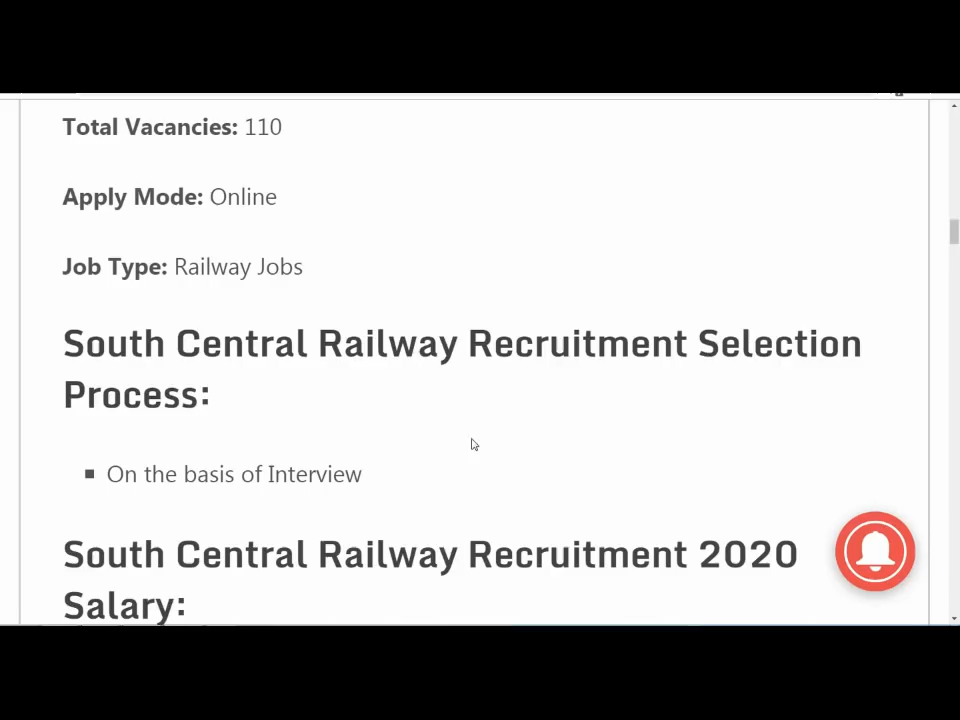 Total Vacancies: 110
Apply Mode: Online
Job Type: Railway Jobs
South Central Railway Recruitment Selection
Process:
On the basis of Interview
South Central Railway Recruitment 2020
Salary: